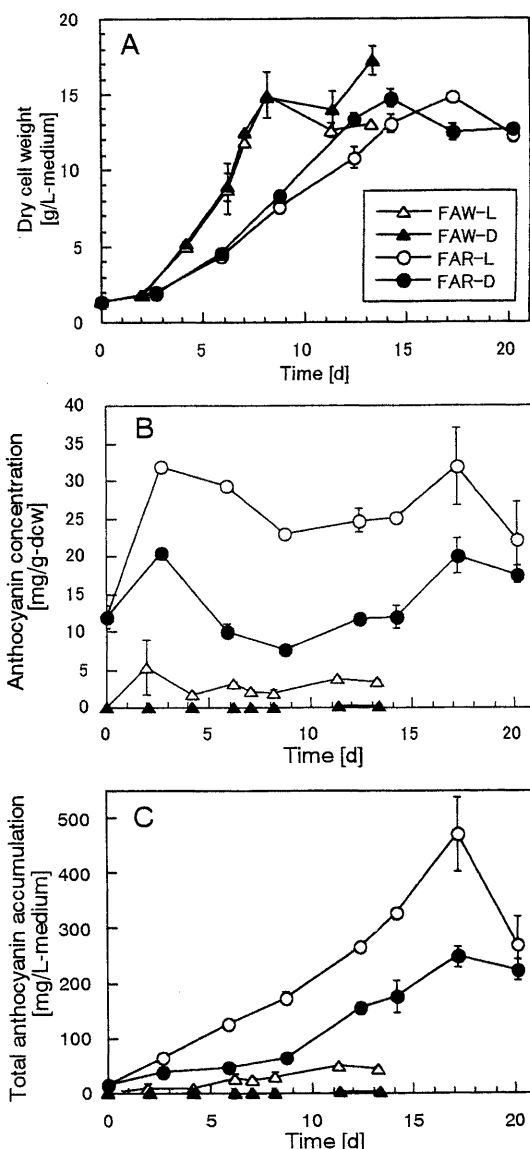 A
Dry cell weight
[g/L-medium]
20
15
10
5
0
FAW-L
FAW-D
FAR-L
FAR-D
0 5 10 15 20
Time [d]
B
Anthocyanin concentration
[mg/g-dcw]
40
35
30
25
20
15
10
5
0
0 5 10 15 20
Time [d]
C
Total anthocyanin accumulation
[mg/L-medium]
500
400
300
200
100
0
0 5 10 15 20
Time [d]